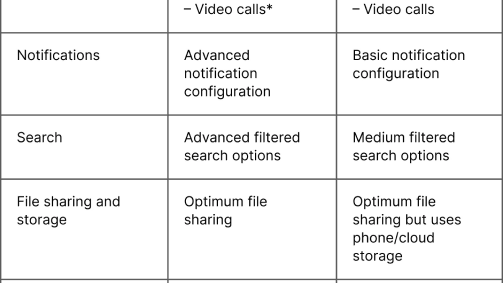 – Video calls*
– Video calls
Notifications
Advanced
notification
configuration
Basic notification
configuration
Search
Advanced filtered
search options
Medium filtered
search options
File sharing and
storage
Optimum file
sharing
Optimum file
sharing but uses
phone/cloud
storage